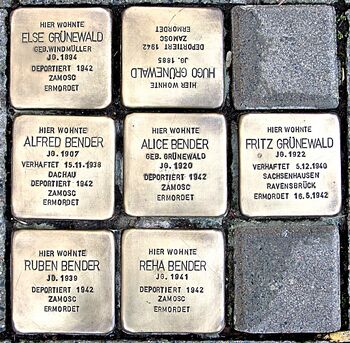 HIER WOHNTE
ELSE GRÜNEWALD
GEB. WINDMÜLLER
JG. 1894
DEPORTIERT 1942
ZAMOSC
ERMORDET
HIER WOHNTE
HUGO GRÜNEWALD
JG. 1885
DEPORTIERT 1942
ZAMOSC
ERMORDET
HIER WOHNTE
ALFRED BENDER
JG. 1907
VERHAFTET 15.11.1938
DACHAU
DEPORTIERT 1942
ZAMOSC
ERMORDET
HIER WOHNTE
ALICE BENDER
GEB. GRÜNEWALD
JG. 1920
DEPORTIERT 1942
ZAMOSC
ERMORDET
HIER WOHNTE
FRITZ GRÜNEWALD
JG. 1922
VERHAFTET 5.12.1940
SACHSENHAUSEN
RAVENSBRÜCK
ERMORDET 16.5.1942
HIER WOHNTE
RUBEN BENDER
JG. 1939
DEPORTIERT 1942
ZAMOSC
ERMORDET
HIER WOHNTE
REHA BENDER
JG. 1941
DEPORTIERT 1942
ZAMOSC
ERMORDET